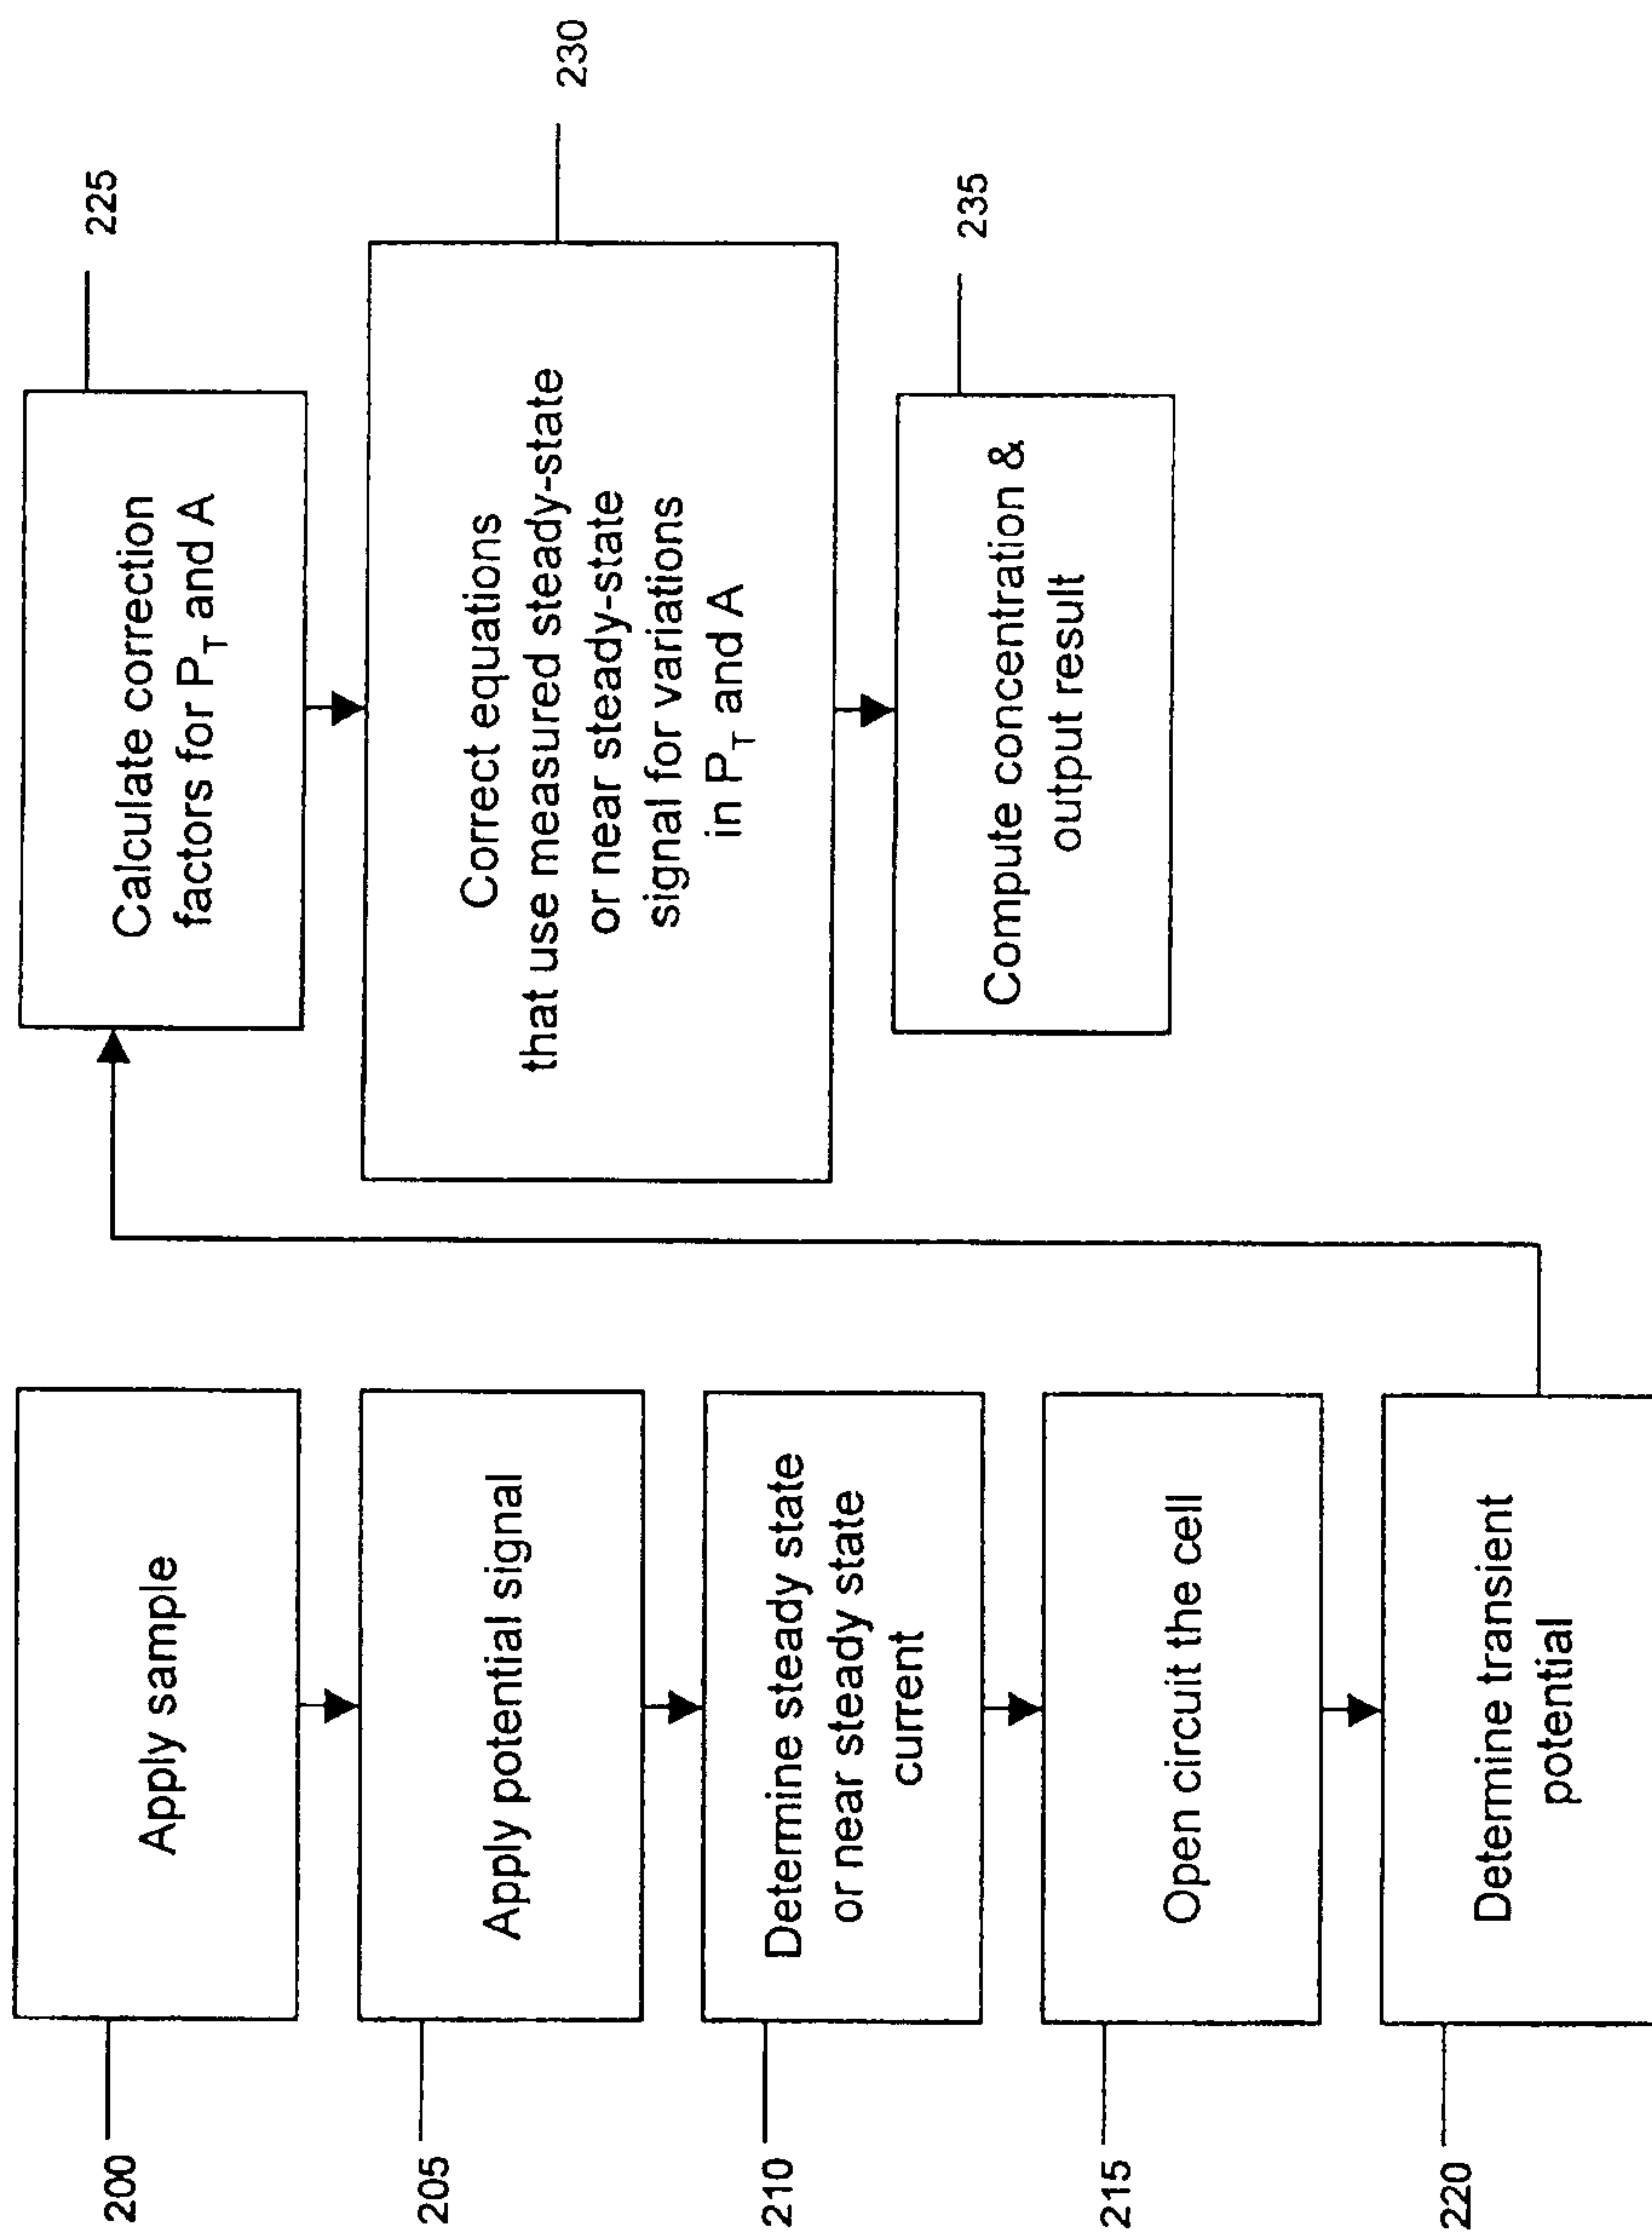 200
Apply sample
205
Apply potential signal
210
Determine steady state
or near steady state
current
215
Open circuit the cell
220
Determine transient
potential
Calculate correction
factors for P_T and A
225
Correct equations
that use measured steady-state
or near steady-state
signal for variations
in P_T and A
230
Compute concentration &
output result
235